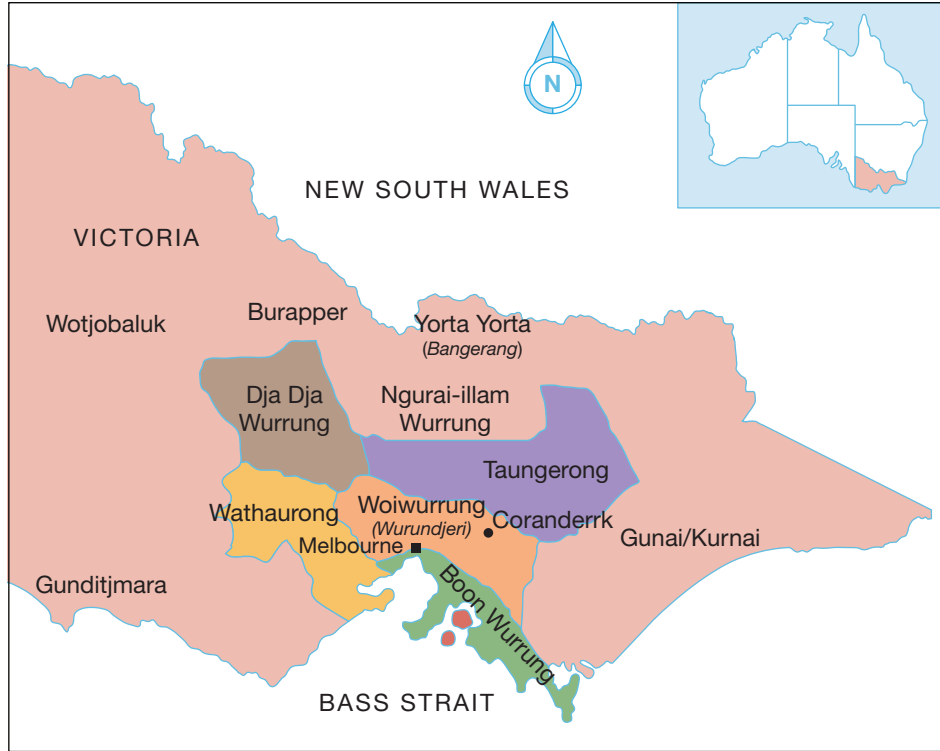 N
NEW SOUTH WALES
VICTORIA
Wotjobaluk
Burapper
Yorta Yorta
(Bangerang)
Dja Dja
Wurrung
Ngurai-illam
Wurrung
Taungerong
Wathaurong
Woiwurrung
(Wurundjeri)
Coranderrk
Melbourne
Gunai/Kurnai
Gunditjmara
Boon Wurrung
BASS STRAIT